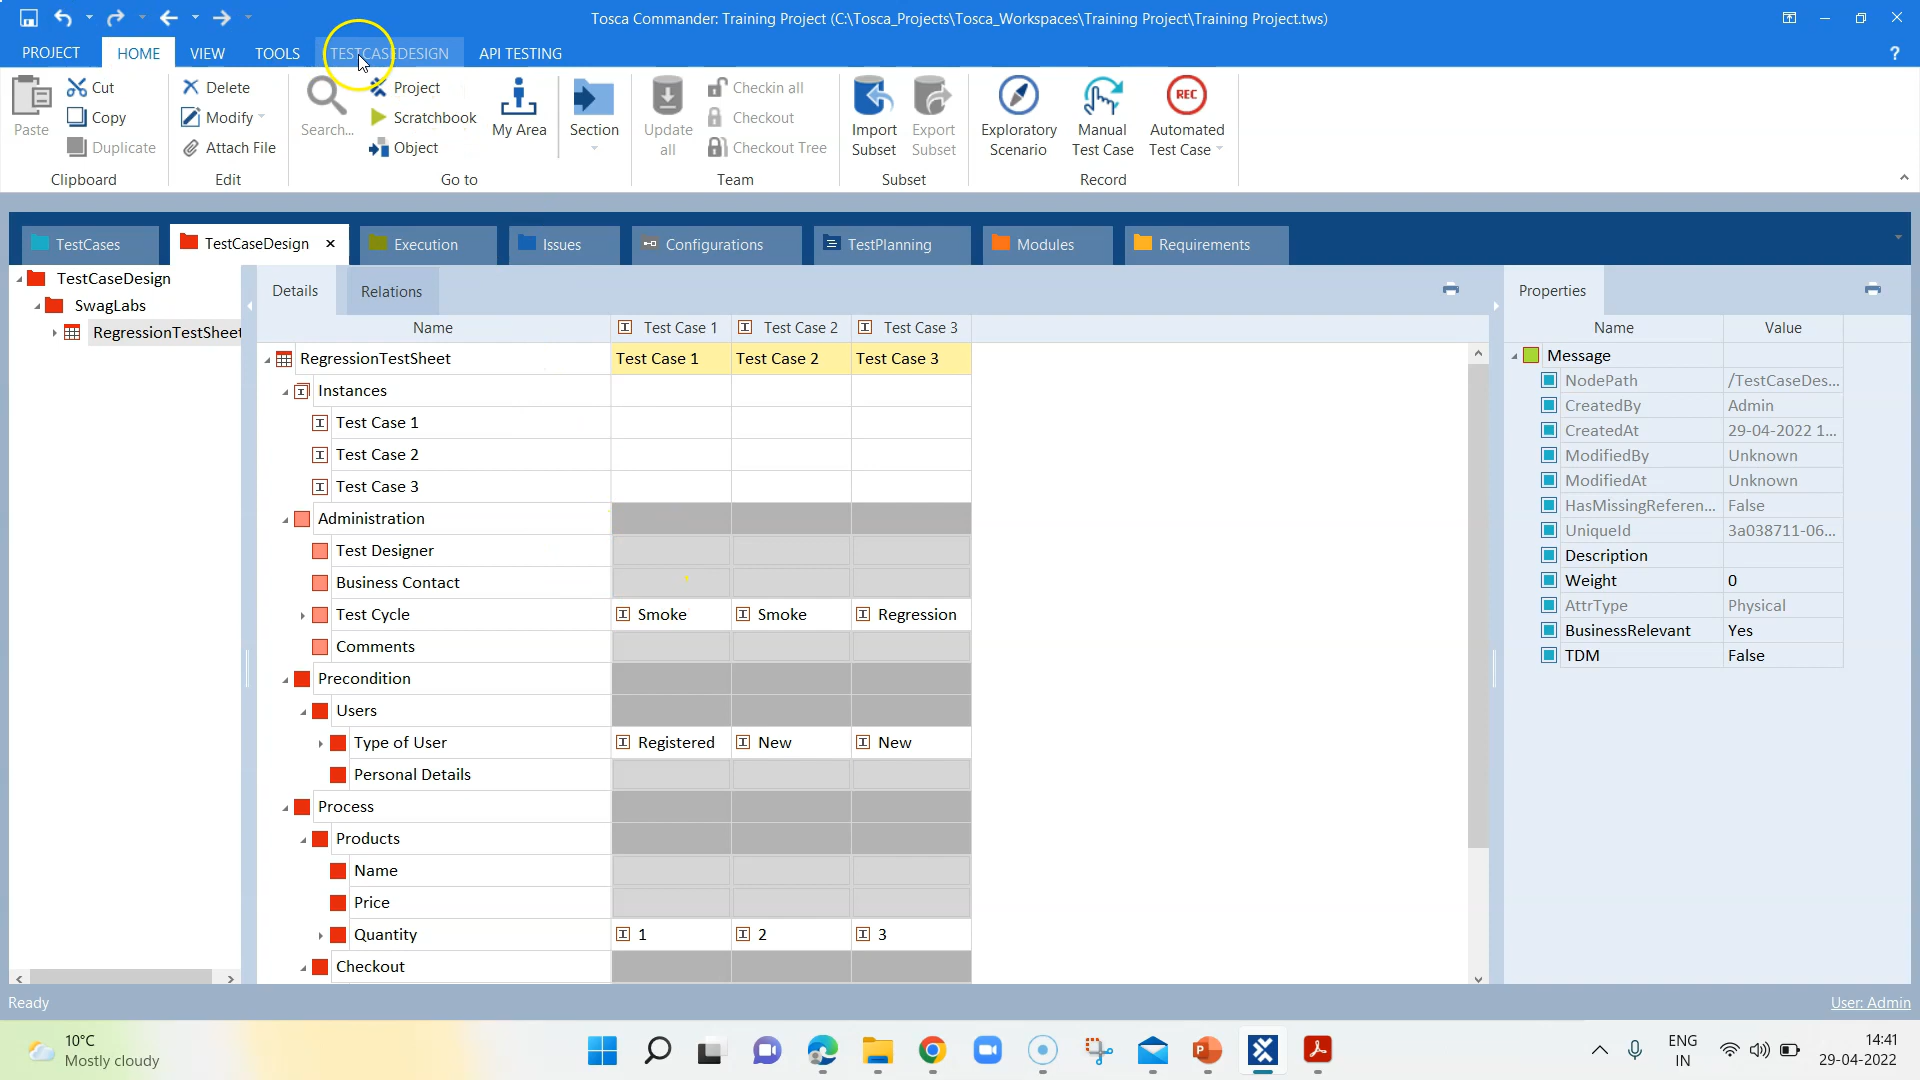 Tosca Commander: Training Project (C:\Tosca_Projects\Tosca_Workspaces\Training Project\Training Project.tws)
PROJECT HOME VIEW TOOLS TESTCASEDESIGN API TESTING ?
Paste
Cut
Copy
Duplicate
Clipboard
Delete
Modify
Attach File
Edit
Search...
Project
Scratchbook
Object
My Area
Section
Go to
Update all
Checkin all
Checkout
Checkout Tree
Team
Import Subset
Export Subset
Subset
Exploratory Scenario
Manual Test Case
REC
Automated Test Case
Record
TestCases TestCaseDesign Execution Issues Configurations TestPlanning Modules Requirements
TestCaseDesign
SwagLabs
RegressionTestSheet
Details Relations
Name Test Case 1 Test Case 2 Test Case 3
RegressionTestSheet Test Case 1 Test Case 2 Test Case 3
Instances
Test Case 1
Test Case 2
Test Case 3
Administration
Test Designer
Business Contact
Test Cycle Smoke Smoke Regression
Comments
Precondition
Users
Type of User Registered New New
Personal Details
Process
Products
Name
Price
Quantity 1 2 3
Checkout
Properties
Name Value
Message
NodePath /TestCaseDes...
CreatedBy Admin
CreatedAt 29-04-2022 1...
ModifiedBy Unknown
ModifiedAt Unknown
HasMissingReferen... False
UniqueId 3a038711-06...
Description
Weight 0
AttrType Physical
BusinessRelevant Yes
TDM False
Ready
User: Admin
10°C
Mostly cloudy
ENG
IN
14:41
29-04-2022